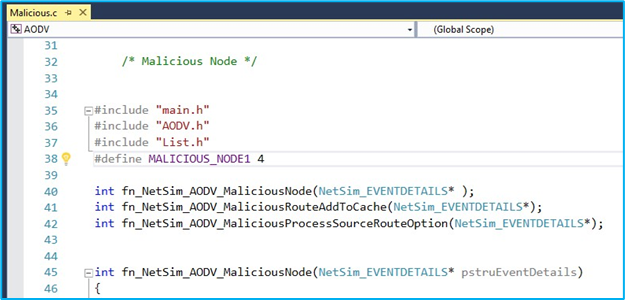 Malicious.c
AODV
(Global Scope)
31
32 /* Malicious Node */
33
34
35 #include "main.h"
36 #include "AODV.h"
37 #include "List.h"
38 #define MALICIOUS_NODE1 4
39
40 int fn_NetSim_AODV_MaliciousNode(NetSim_EVENTDETAILS* );
41 int fn_NetSim_AODV_MaliciousRouteAddToCache(NetSim_EVENTDETAILS*);
42 int fn_NetSim_AODV_MaliciousProcessSourceRouteOption(NetSim_EVENTDETAILS*);
43
44
45 int fn_NetSim_AODV_MaliciousNode(NetSim_EVENTDETAILS* pstruEventDetails)
46 {